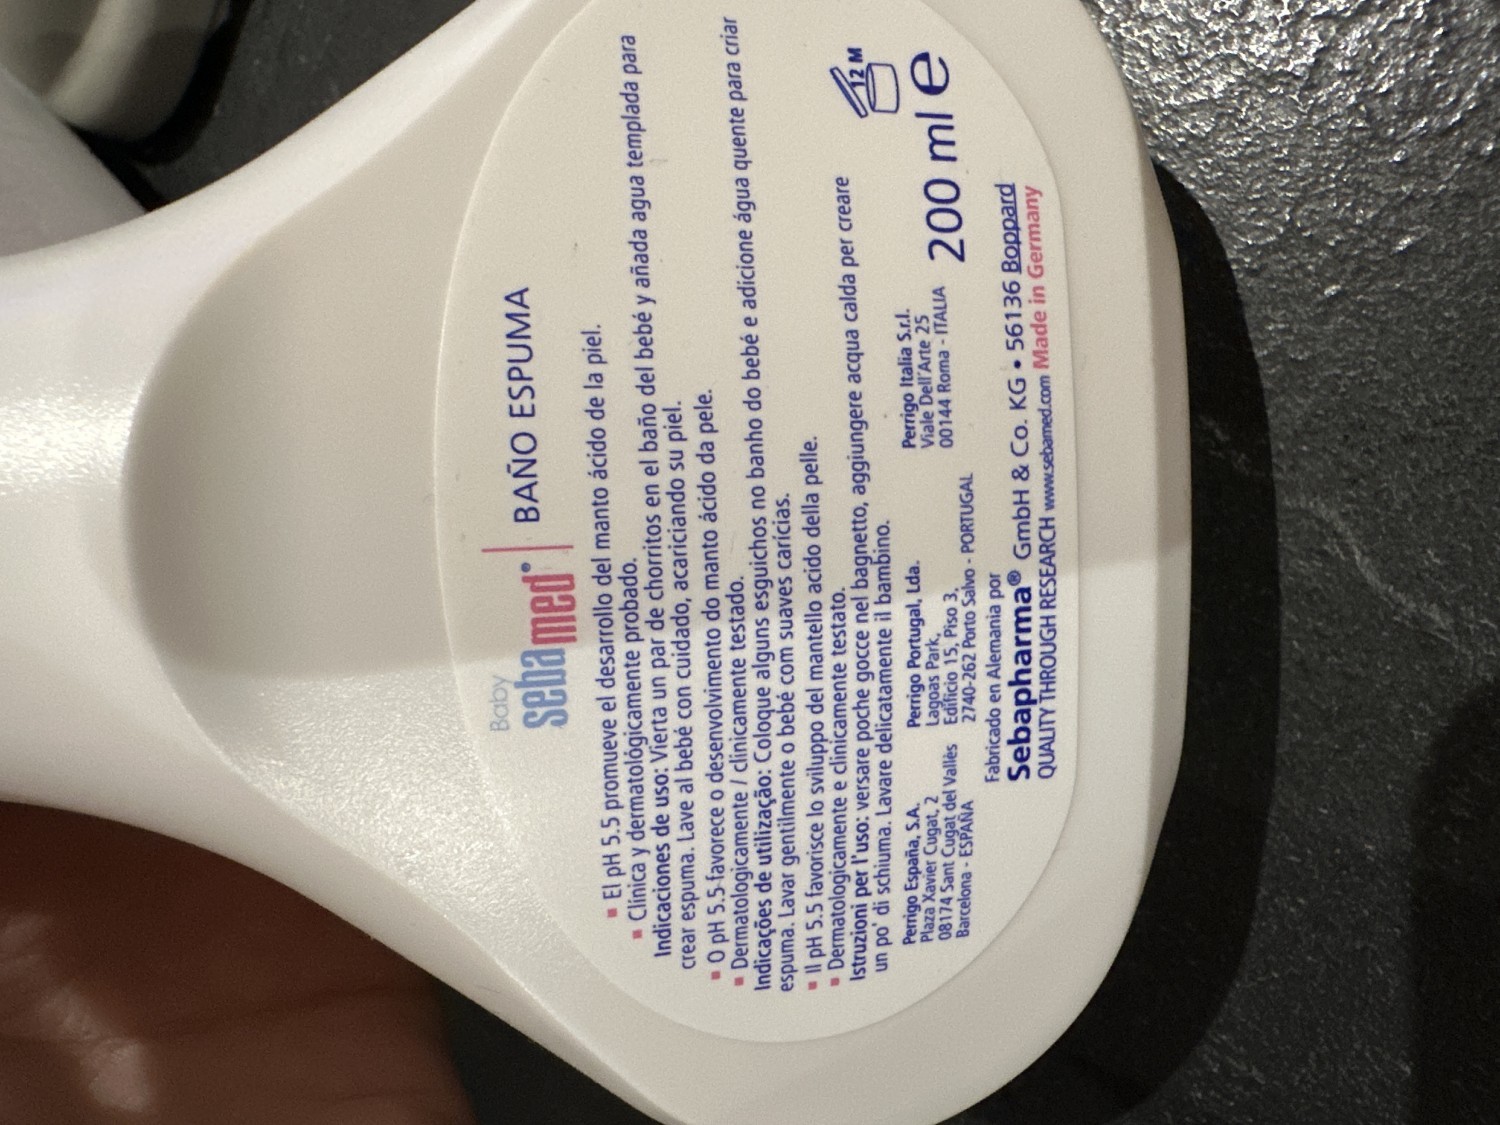 Baby
sebamed®
BAÑO ESPUMA
▪ El pH 5.5 promueve el desarrollo del manto ácido de la piel.
▪ Clínica y dermatológicamente probado.
Indicaciones de uso: Vierta un par de chorritos en el baño del bebé y añada agua templada para
crear espuma. Lave al bebé con cuidado, acariciando su piel.
▪ O pH 5.5 favorece o desenvolvimento do manto ácido da pele.
▪ Dermatologicamente / clinicamente testado.
Indicações de utilização: Coloque alguns esguichos no banho do bebé e adicione água quente para criar
espuma. Lavar gentilmente o bebé com suaves carícias.
▪ Il pH 5.5 favorisce lo sviluppo del mantello acido della pelle.
▪ Dermatologicamente e clinicamente testato.
Istruzioni per l'uso: versare poche gocce nel bagnetto, aggiungere acqua calda per creare
un po' di schiuma. Lavare delicatamente il bambino.
Perrigo España, S.A.
Plaza Xavier Cugat, 2
08174 Sant Cugat del Vallès
Barcelona - ESPAÑA
Perrigo Portugal, Lda.
Lagoas Park,
Edifício 15, Piso 3,
2740-262 Porto Salvo - PORTUGAL
Perrigo Italia S.r.l.
Viale Dell'Arte 25
00144 Roma - ITALIA
12 M
200 ml e
Fabricado en Alemania por
Sebapharma® GmbH & Co. KG • 56136 Boppard
QUALITY THROUGH RESEARCH www.sebamed.com Made in Germany